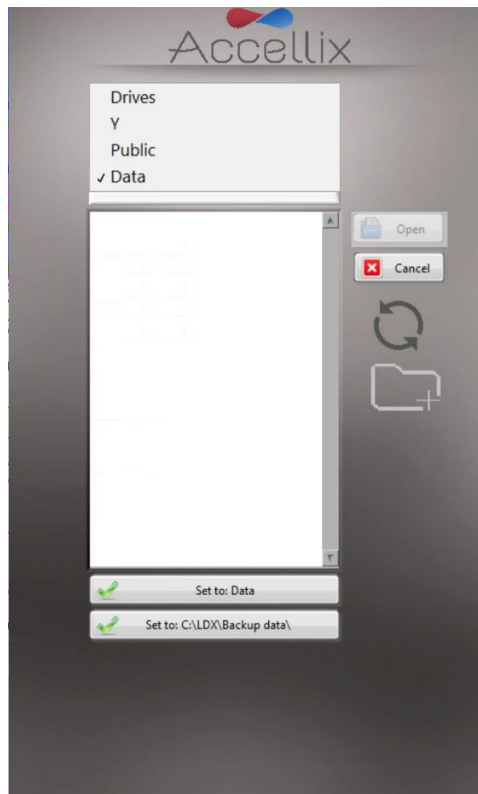 Accellix
Drives
Y
Public
✓ Data
Open
Cancel
Set to: Data
Set to: C:\LDX\Backup data\